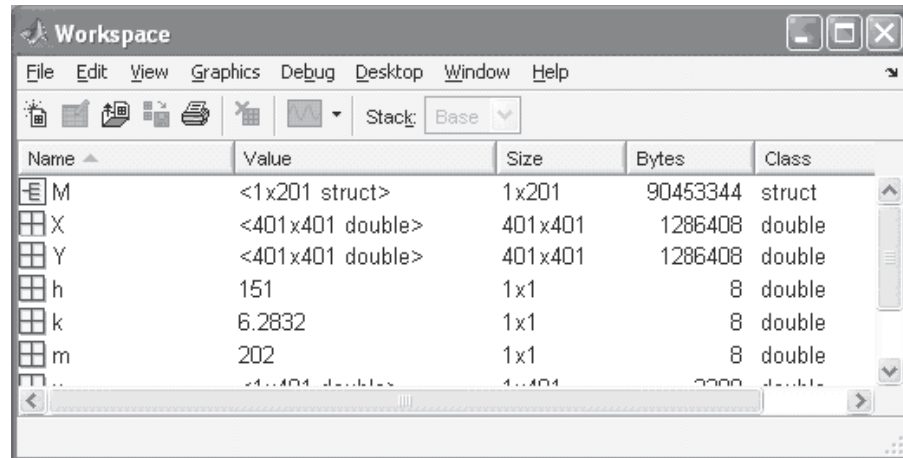 Workspace
File Edit View Graphics Debug Desktop Window Help
Stack: Base
Name Value Size Bytes Class
M <1x201 struct> 1x201 90453344 struct
X <401x401 double> 401x401 1286408 double
Y <401x401 double> 401x401 1286408 double
h 151 1x1 8 double
k 6.2832 1x1 8 double
m 202 1x1 8 double